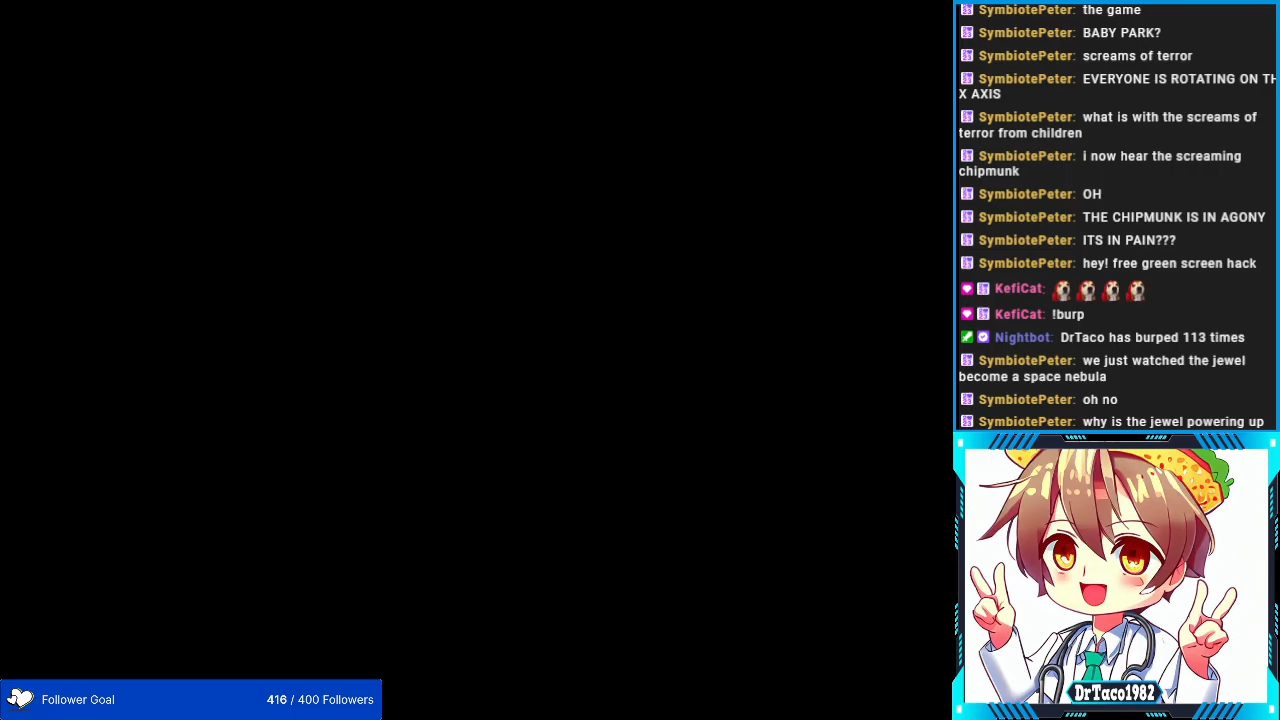 SymbiotePeter: the game
SymbiotePeter: BABY PARK?
SymbiotePeter: screams of terror
SymbiotePeter: EVERYONE IS ROTATING ON TH
X AXIS
SymbiotePeter: what is with the screams of
terror from children
SymbiotePeter: i now hear the screaming
chipmunk
SymbiotePeter: OH
SymbiotePeter: THE CHIPMUNK IS IN AGONY
SymbiotePeter: ITS IN PAIN???
SymbiotePeter: hey! free green screen hack
KefiCat:
KefiCat: !burp
Nightbot: DrTaco has burped 113 times
SymbiotePeter: we just watched the jewel
become a space nebula
SymbiotePeter: oh no
SymbiotePeter: why is the jewel powering up
DrTaco1982
Follower Goal 416 / 400 Followers